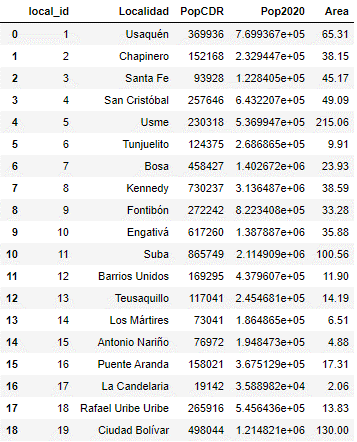 local_id Localidad PopCDR Pop2020 Area
0 1 Usaquén 369936 7.699367e+05 65.31
1 2 Chapinero 152168 2.329447e+05 38.15
2 3 Santa Fe 93928 1.228405e+05 45.17
3 4 San Cristóbal 257646 6.432207e+05 49.09
4 5 Usme 230318 5.369947e+05 215.06
5 6 Tunjuelito 124375 2.686865e+05 9.91
6 7 Bosa 458427 1.402672e+06 23.93
7 8 Kennedy 730237 3.136487e+06 38.59
8 9 Fontibón 272242 8.223408e+05 33.28
9 10 Engativá 617260 1.387887e+06 35.88
10 11 Suba 865749 2.114909e+06 100.56
11 12 Barrios Unidos 169295 4.379607e+05 11.90
12 13 Teusaquillo 117041 2.454681e+05 14.19
13 14 Los Mártires 73041 1.864865e+05 6.51
14 15 Antonio Nariño 76972 1.948473e+05 4.88
15 16 Puente Aranda 158021 3.675129e+05 17.31
16 17 La Candelaria 19142 3.588982e+04 2.06
17 18 Rafael Uribe Uribe 265916 5.456436e+05 13.83
18 19 Ciudad Bolívar 498044 1.214821e+06 130.00